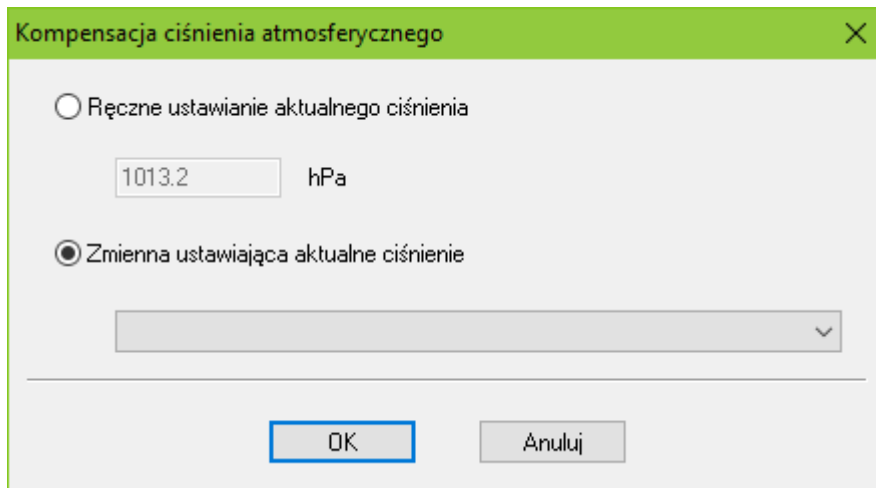 Kompensacja ciśnienia atmosferycznego
Ręczne ustawianie aktualnego ciśnienia
1013.2 hPa
Zmienna ustawiająca aktualne ciśnienie
OK Anuluj